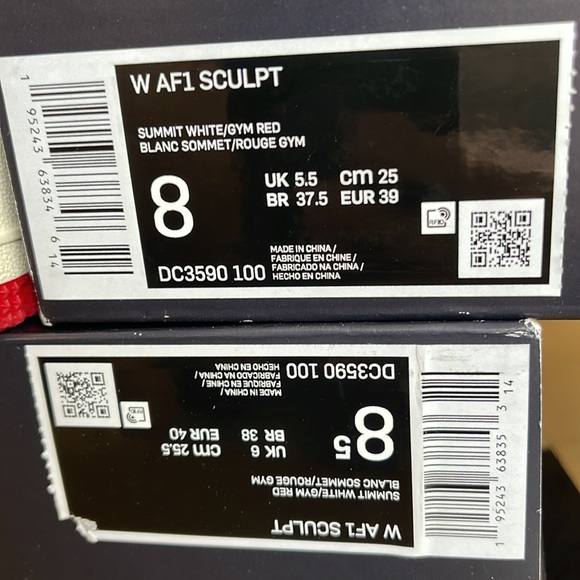 W AF1 SCULPT
SUMMIT WHITE/GYM RED
BLANC SOMMET/ROUGE GYM
8
UK 5.5 cm 25
BR 37.5 EUR 39
RFID
MADE IN CHINA /
FABRIQUE EN CHINE /
FABRICADO NA CHINA /
HECHO EN CHINA
DC3590 100
1 95243 63834 6 14
W AF1 SCULPT
SUMMIT WHITE/GYM RED
BLANC SOMMET/ROUGE GYM
8.5
UK 6 cm 25.5
BR 38 EUR 40
RFID
MADE IN CHINA /
FABRIQUE EN CHINE /
FABRICADO NA CHINA /
HECHO EN CHINA
DC3590 100
1 95243 63835 3 14